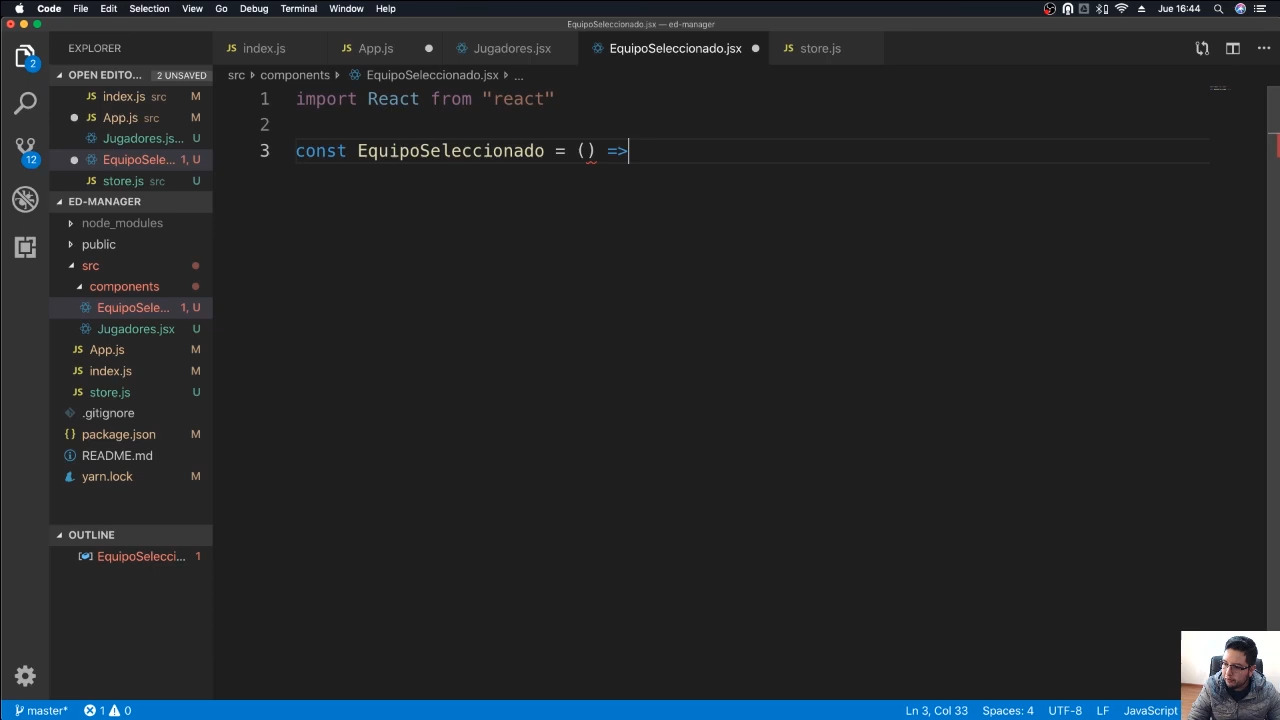 Code File Edit Selection View Go Debug Terminal Window Help Jue 16:44
EquipoSeleccionado.jsx — ed-manager
EXPLORER
index.js App.js Jugadores.jsx EquipoSeleccionado.jsx store.js
OPEN EDITO... 2 UNSAVED
src › components › EquipoSeleccionado.jsx › ...
2
index.js src M
App.js src M
Jugadores.js... U
EquipoSele... 1, U
store.js src U
12
1 import React from "react"
2
3 const EquipoSeleccionado = () =>
ED-MANAGER
node_modules
public
src
components
EquipoSele... 1, U
Jugadores.jsx U
App.js M
index.js M
store.js U
.gitignore
package.json M
README.md
yarn.lock M
OUTLINE
EquipoSelecci... 1
master* 1 0 Ln 3, Col 33 Spaces: 4 UTF-8 LF JavaScript